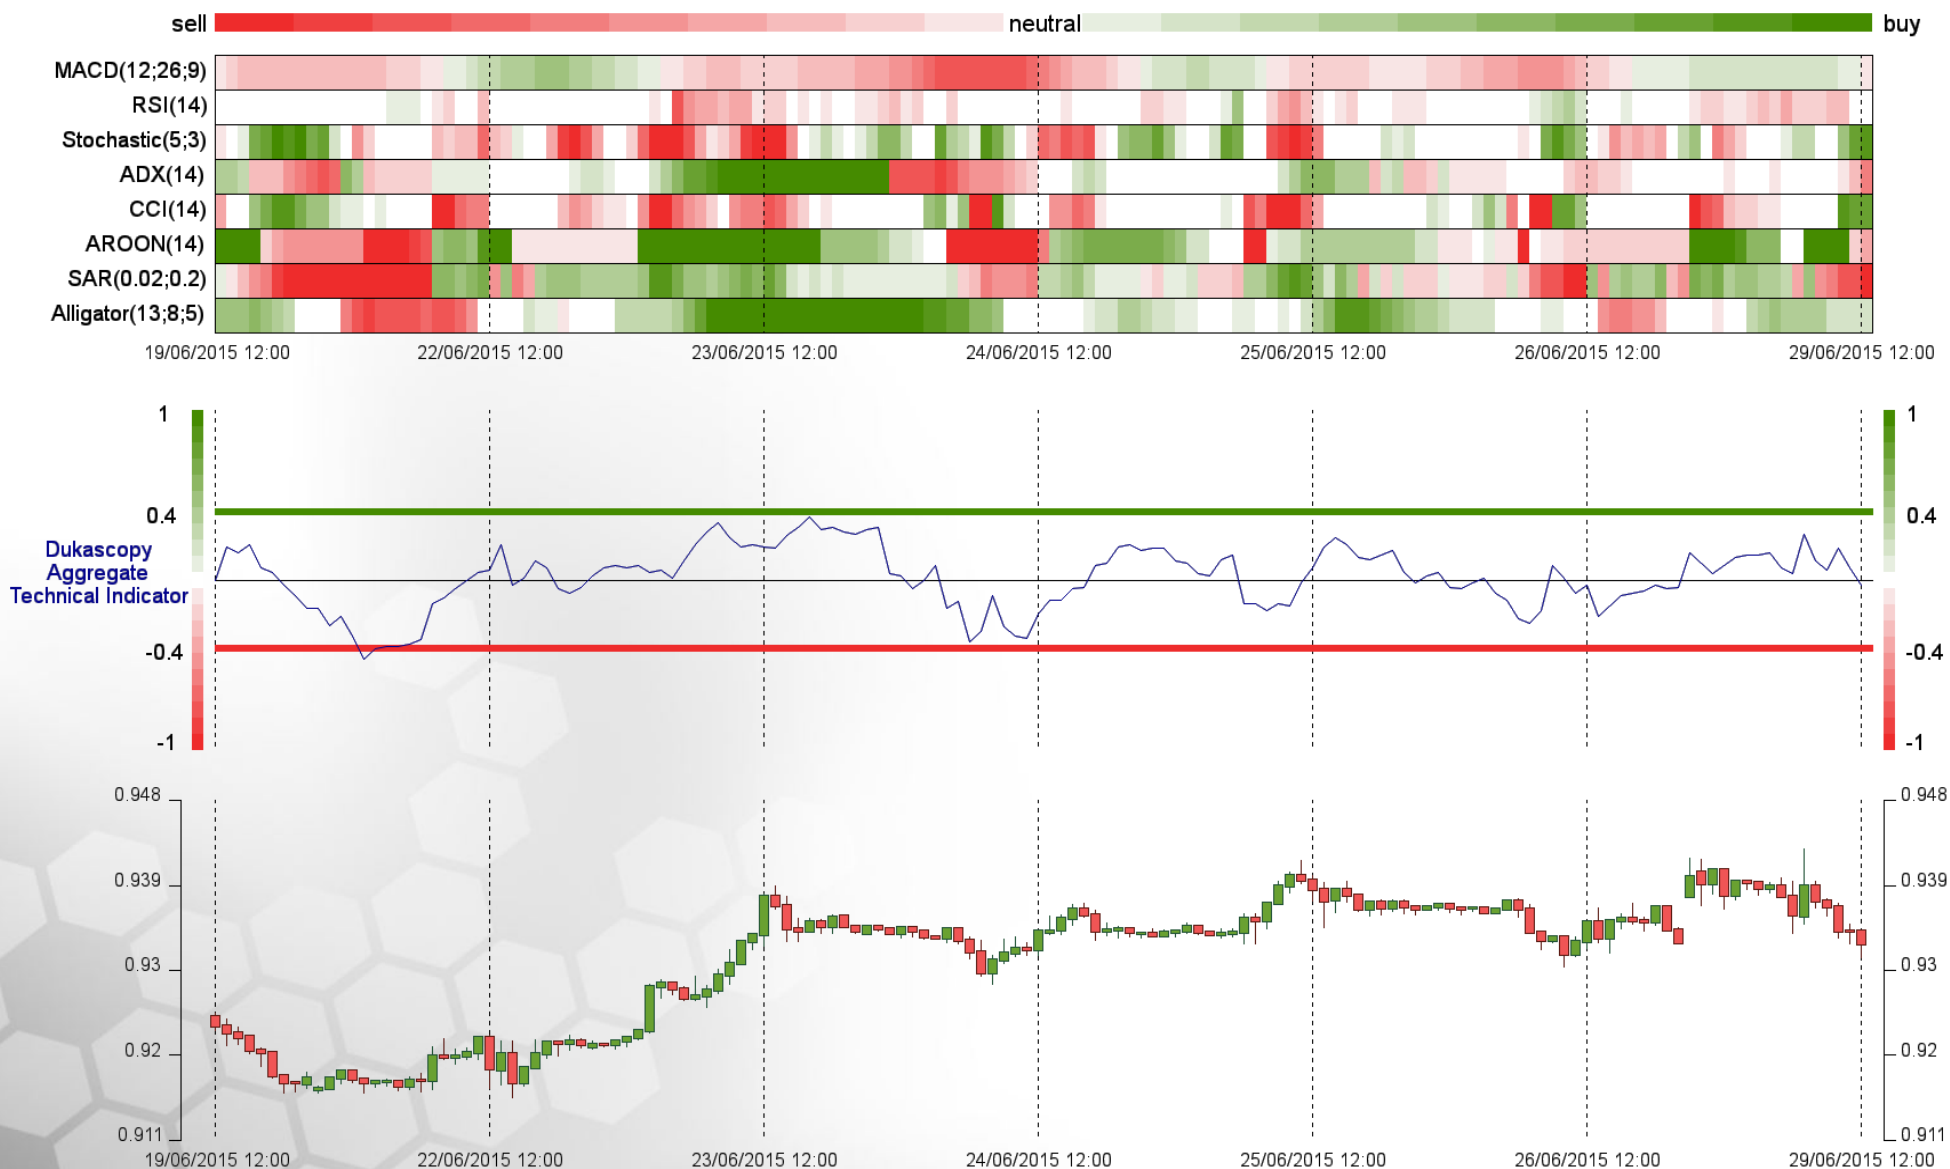 sell neutral buy
MACD(12;26;9)
RSI(14)
Stochastic(5;3)
ADX(14)
CCI(14)
AROON(14)
SAR(0.02;0.2)
Alligator(13;8;5)
19/06/2015 12:00 22/06/2015 12:00 23/06/2015 12:00 24/06/2015 12:00 25/06/2015 12:00 26/06/2015 12:00 29/06/2015 12:00
1 1
0.4 0.4
Dukascopy
Aggregate
Technical Indicator
-0.4 -0.4
-1 -1
0.948 0.948
0.939 0.939
0.93 0.93
0.92 0.92
0.911 0.911
19/06/2015 12:00 22/06/2015 12:00 23/06/2015 12:00 24/06/2015 12:00 25/06/2015 12:00 26/06/2015 12:00 29/06/2015 12:00